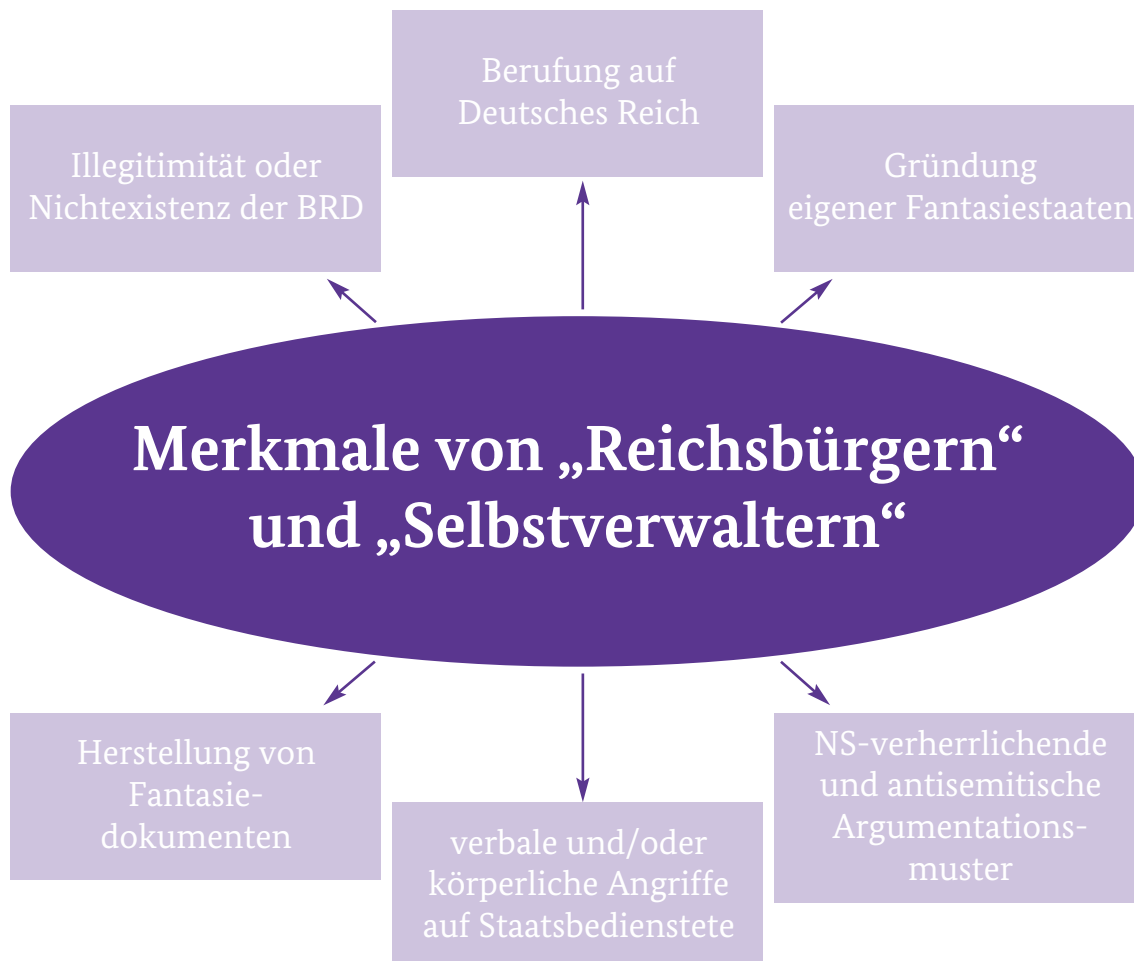 Berufung auf
Deutsches Reich
Illegitimität oder
Nichtexistenz der BRD
Gründung
eigener Fantasiestaaten
Merkmale von „Reichsbürgern“
und „Selbstverwaltern“
Herstellung von
Fantasie-
dokumenten
verbale und/oder
körperliche Angriffe
auf Staatsbedienstete
NS-verherrlichende
und antisemitische
Argumentations-
muster